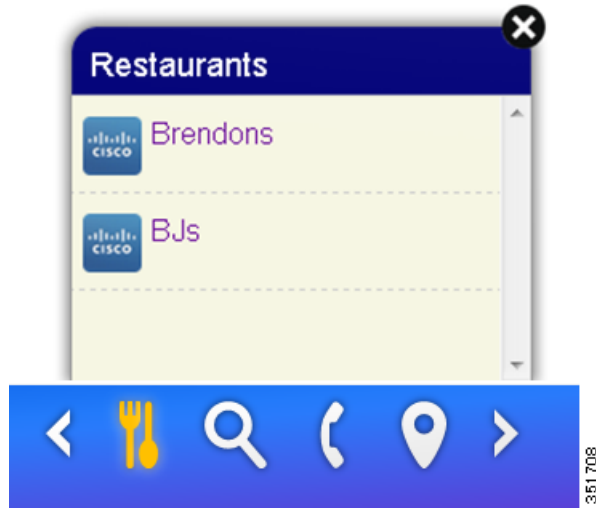 Restaurants
CISCO
Brendons
CISCO
BJs
351708